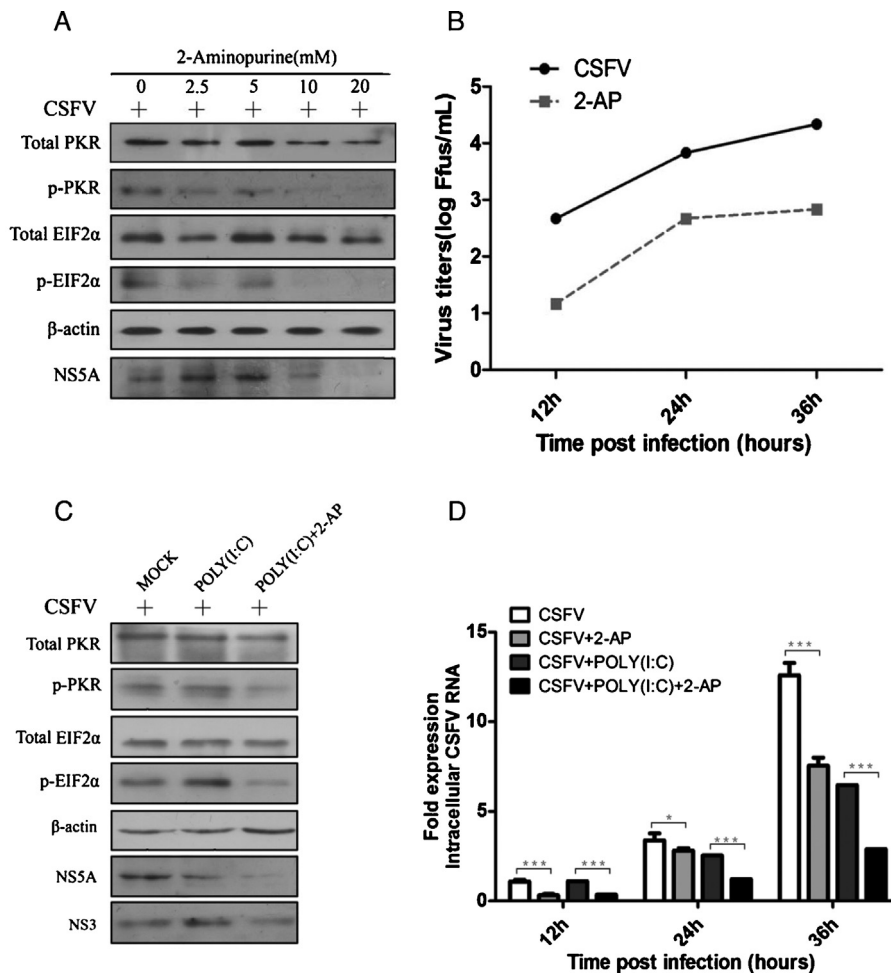 A
2-Aminopurine(mM)
0 2.5 5 10 20
CSFV + + + + +
Total PKR
p-PKR
Total EIF2α
p-EIF2α
β-actin
NS5A
B
CSFV
2-AP
Virus titers(log Ffus/mL)
5
4
3
2
1
0
12h 24h 36h
Time post infection (hours)
C
MOCK POLY(I:C) POLY(I:C)+2-AP
CSFV + + +
Total PKR
p-PKR
Total EIF2α
p-EIF2α
β-actin
NS5A
NS3
D
CSFV
CSFV+2-AP
CSFV+POLY(I:C)
CSFV+POLY(I:C)+2-AP
Fold expression
Intracellular CSFV RNA
15
10
5
0
*** ***
* ***
*** ***
12h 24h 36h
Time post infection (hours)